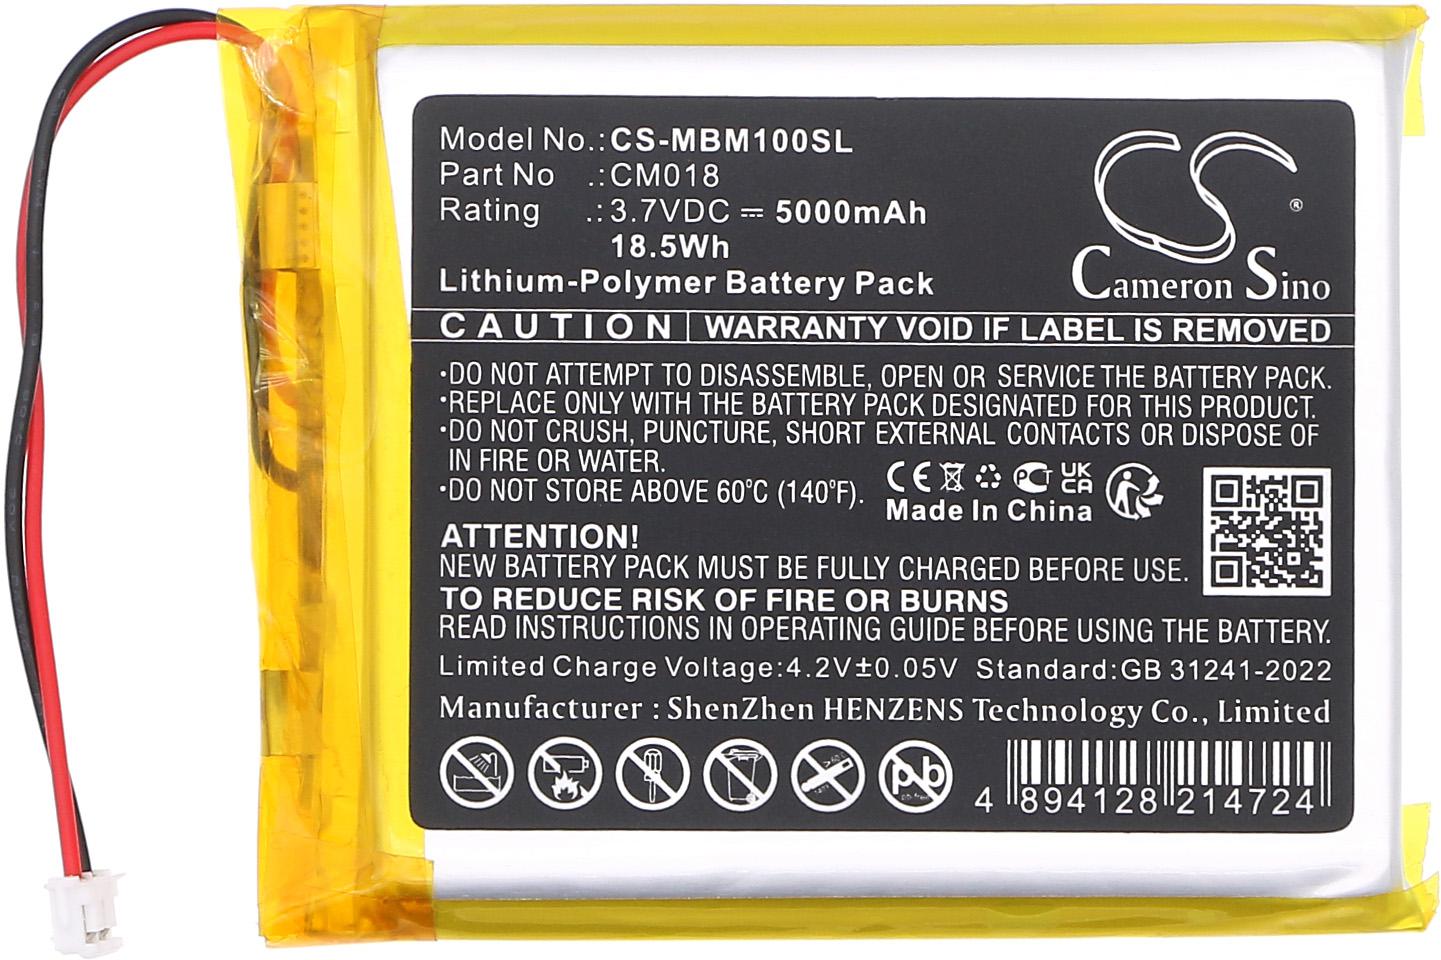 Model No.:CS-MBM100SL
Part No .:CM018
Rating .:3.7VDC ⎓ 5000mAh
18.5Wh
Lithium-Polymer Battery Pack
CS ®
Cameron Sino
CAUTION | WARRANTY VOID IF LABEL IS REMOVED
·DO NOT ATTEMPT TO DISASSEMBLE, OPEN OR SERVICE THE BATTERY PACK.
·REPLACE ONLY WITH THE BATTERY PACK DESIGNATED FOR THIS PRODUCT.
·DO NOT CRUSH, PUNCTURE, SHORT EXTERNAL CONTACTS OR DISPOSE OF
IN FIRE OR WATER.
·DO NOT STORE ABOVE 60°C (140°F).
CE PCT UK CA
Made In China
ATTENTION!
NEW BATTERY PACK MUST BE FULLY CHARGED BEFORE USE.
TO REDUCE RISK OF FIRE OR BURNS
READ INSTRUCTIONS IN OPERATING GUIDE BEFORE USING THE BATTERY.
Limited Charge Voltage:4.2V±0.05V Standard:GB 31241-2022
Manufacturer : ShenZhen HENZENS Technology Co., Limited
pb
4 894128 214724